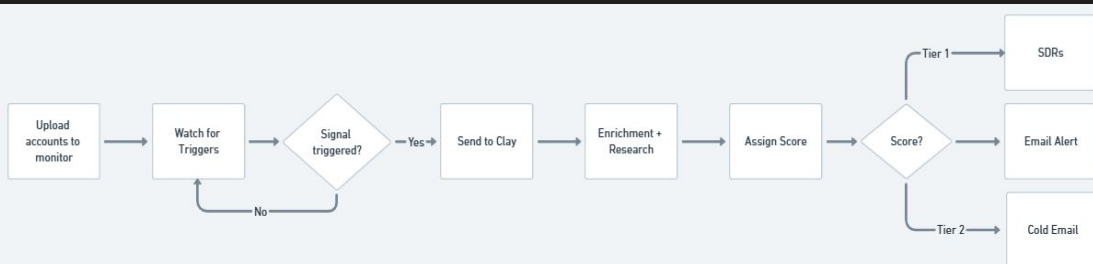 Upload
accounts to
monitor
Watch for
Triggers
Signal
triggered?
No
Yes
Send to Clay
Enrichment +
Research
Assign Score
Score?
Tier 1
SDRs
Email Alert
Tier 2
Cold Email